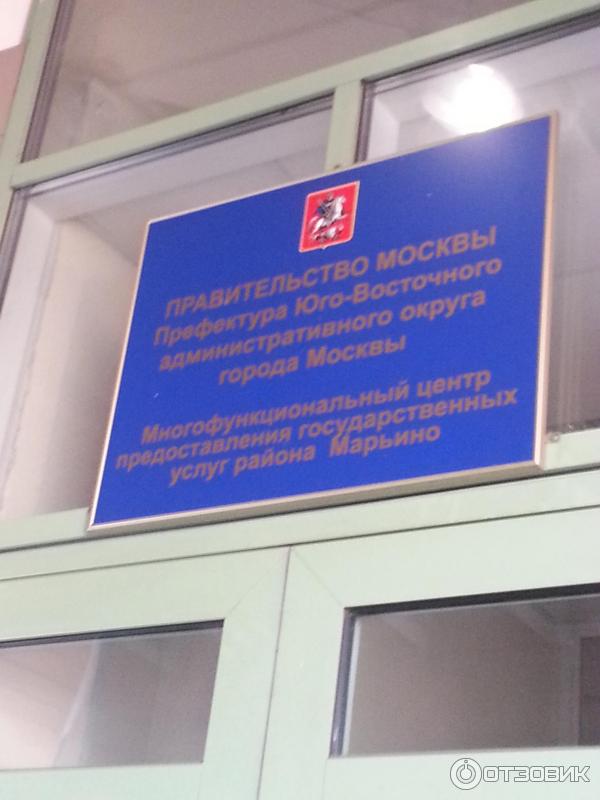 ПРАВИТЕЛЬСТВО МОСКВЫ
Префектура Юго-Восточного
административного округа
города Москвы
Многофункциональный центр
предоставления государственных
услуг района Марьино
ОТЗОВИК